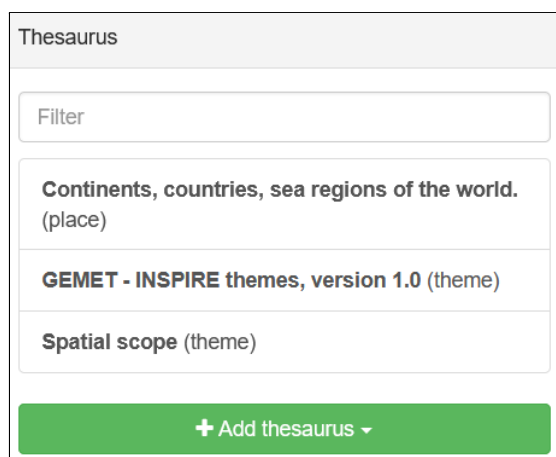 Thesaurus
Filter
Continents, countries, sea regions of the world.
(place)
GEMET - INSPIRE themes, version 1.0 (theme)
Spatial scope (theme)
+ Add thesaurus